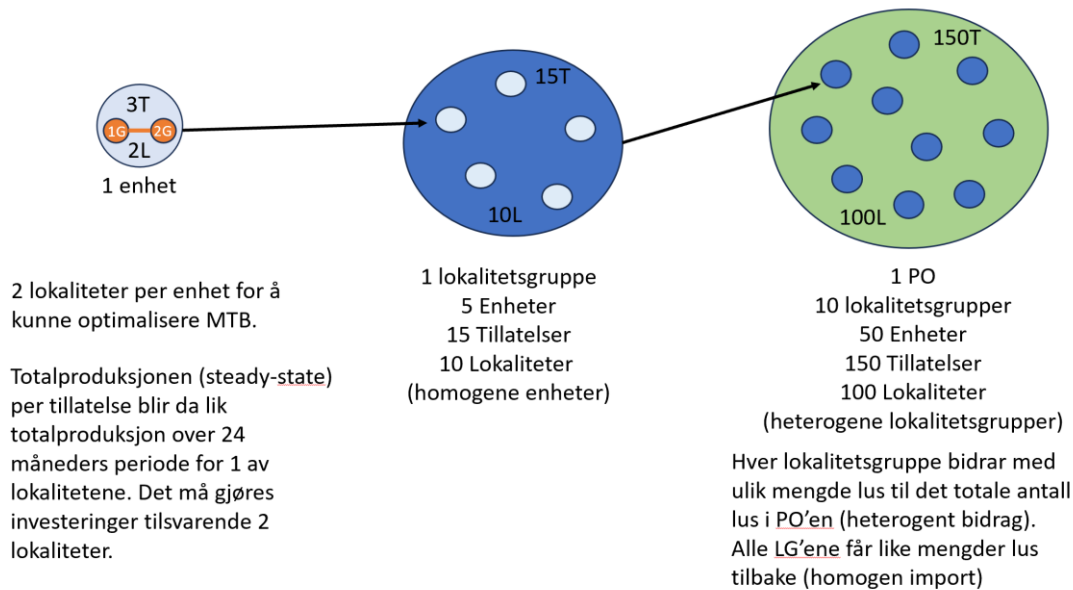 3T
1G
2G
2L
1 enhet
2 lokaliteter per enhet for å
kunne optimalisere MTB.
Totalproduksjonen (steady-state)
per tillatelse blir da lik
totalproduksjon over 24
måneders periode for 1 av
lokalitetene. Det må gjøres
investeringer tilsvarende 2
lokaliteter.
15T
10L
1 lokalitetsgruppe
5 Enheter
15 Tillatelser
10 Lokaliteter
(homogene enheter)
150T
100L
1 PO
10 lokalitetsgrupper
50 Enheter
150 Tillatelser
100 Lokaliteter
(heterogene lokalitetsgrupper)
Hver lokalitetsgruppe bidrar med
ulik mengde lus til det totale antall
lus i PO'en (heterogent bidrag).
Alle LG'ene får like mengder lus
tilbake (homogen import)